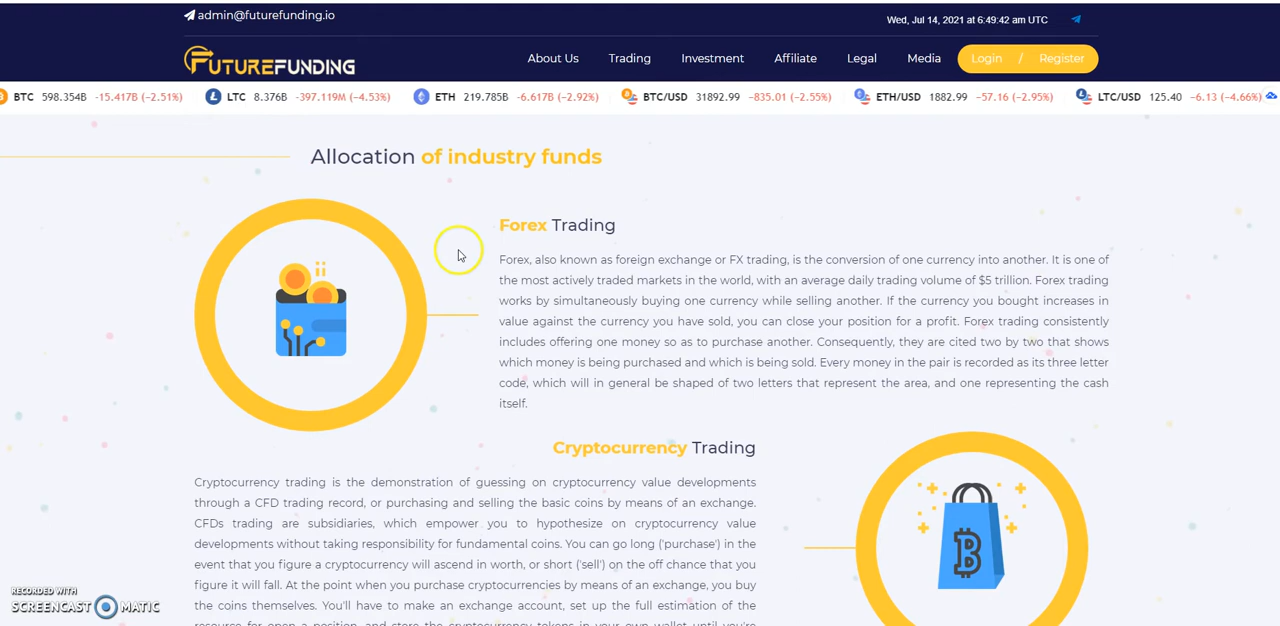 admin@futurefunding.io
Wed, Jul 14, 2021 at 6:49:42 am UTC
FUTUREFUNDING
About Us Trading Investment Affiliate Legal Media Login / Register
BTC 598.354B -15.417B (-2.51%) LTC 8.376B -397.119M (-4.53%) ETH 219.785B -6.617B (-2.92%) BTC/USD 31892.99 -835.01 (-2.55%) ETH/USD 1882.99 -57.16 (-2.95%) LTC/USD 125.40 -6.13 (-4.66%)
Allocation of industry funds
Forex Trading
Forex, also known as foreign exchange or FX trading, is the conversion of one currency into another. It is one of
the most actively traded markets in the world, with an average daily trading volume of $5 trillion. Forex trading
works by simultaneously buying one currency while selling another. If the currency you bought increases in
value against the currency you have sold, you can close your position for a profit. Forex trading consistently
includes offering one money so as to purchase another. Consequently, they are cited two by two that shows
which money is being purchased and which is being sold. Every money in the pair is recorded as its three letter
code, which will in general be shaped of two letters that represent the area, and one representing the cash
itself.
Cryptocurrency Trading
Cryptocurrency trading is the demonstration of guessing on cryptocurrency value developments
through a CFD trading record, or purchasing and selling the basic coins by means of an exchange.
CFDs trading are subsidiaries, which empower you to hypothesize on cryptocurrency value
developments without taking responsibility for fundamental coins. You can go long ('purchase') in the
event that you figure a cryptocurrency will ascend in worth, or short ('sell') on the off chance that you
figure it will fall. At the point when you purchase cryptocurrencies by means of an exchange, you buy
the coins themselves. You'll have to make an exchange account, set up the full estimation of the
resource for open a position, and store the cryptocurrency tokens in your own wallet until you're
RECORDED WITH
SCREENCAST MATIC